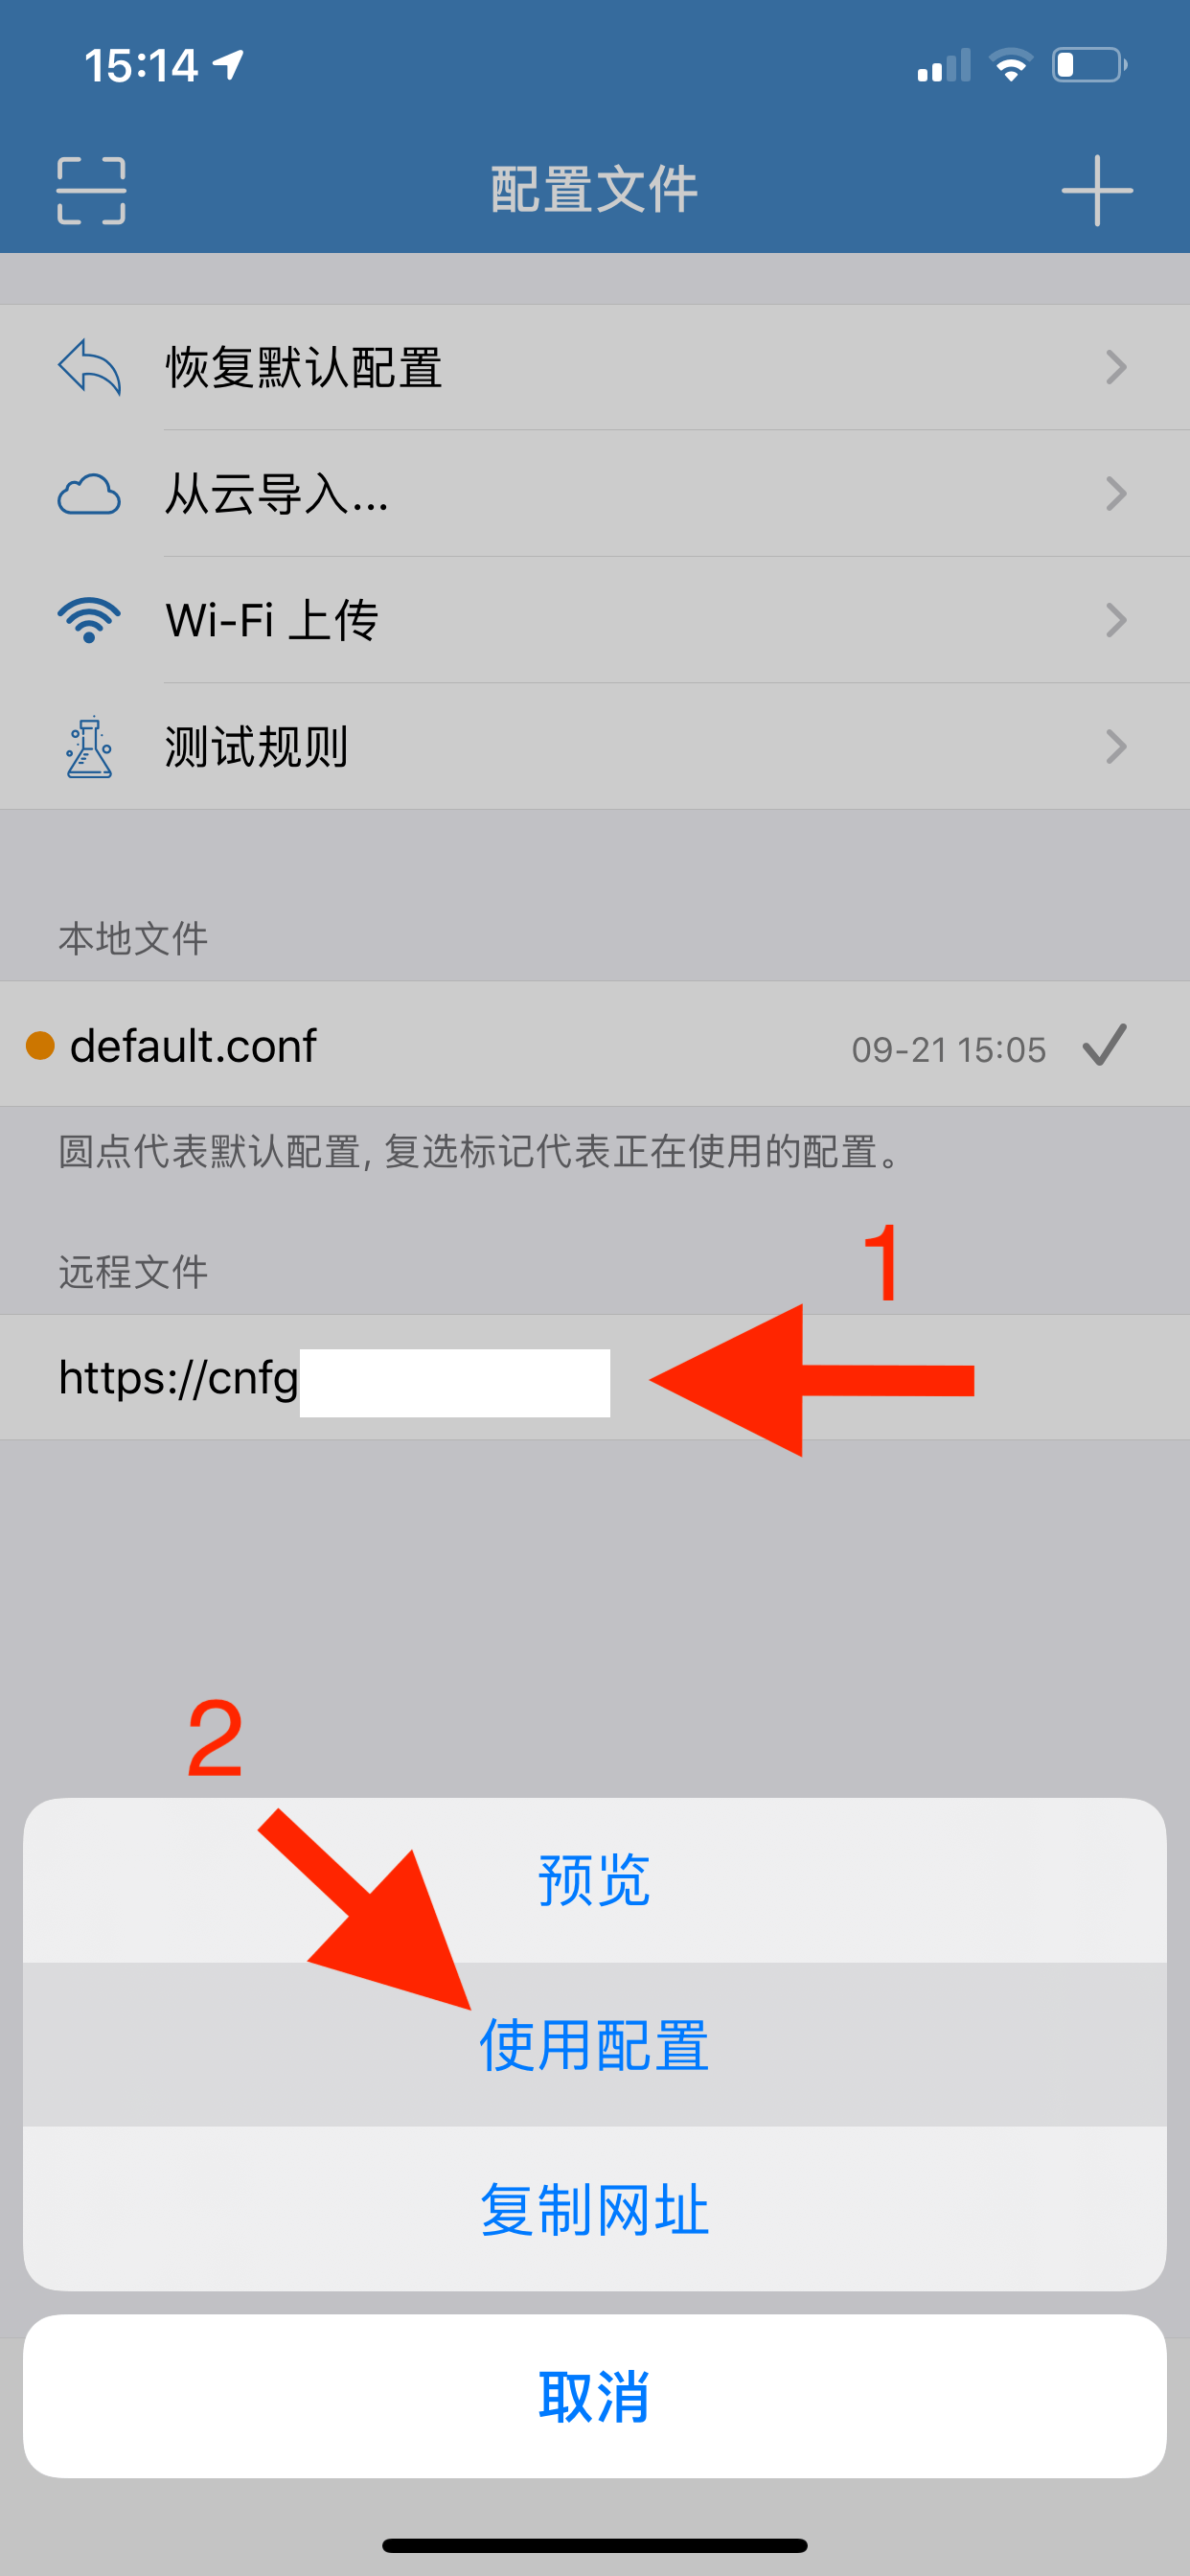 15:14
配置文件
恢复默认配置
从云导入...
Wi-Fi 上传
测试规则
本地文件
default.conf 09-21 15:05
圆点代表默认配置, 复选标记代表正在使用的配置。
1
远程文件
https://cnfg
2
预览
使用配置
复制网址
取消